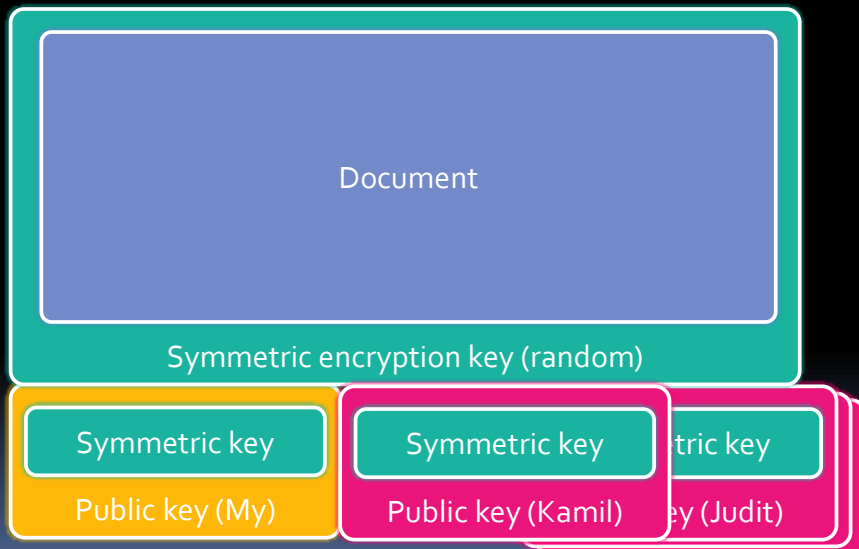 Document
Symmetric encryption key (random)
Symmetric key
Public key (My)
Symmetric key
Public key (Kamil)
tric key
ey (Judit)